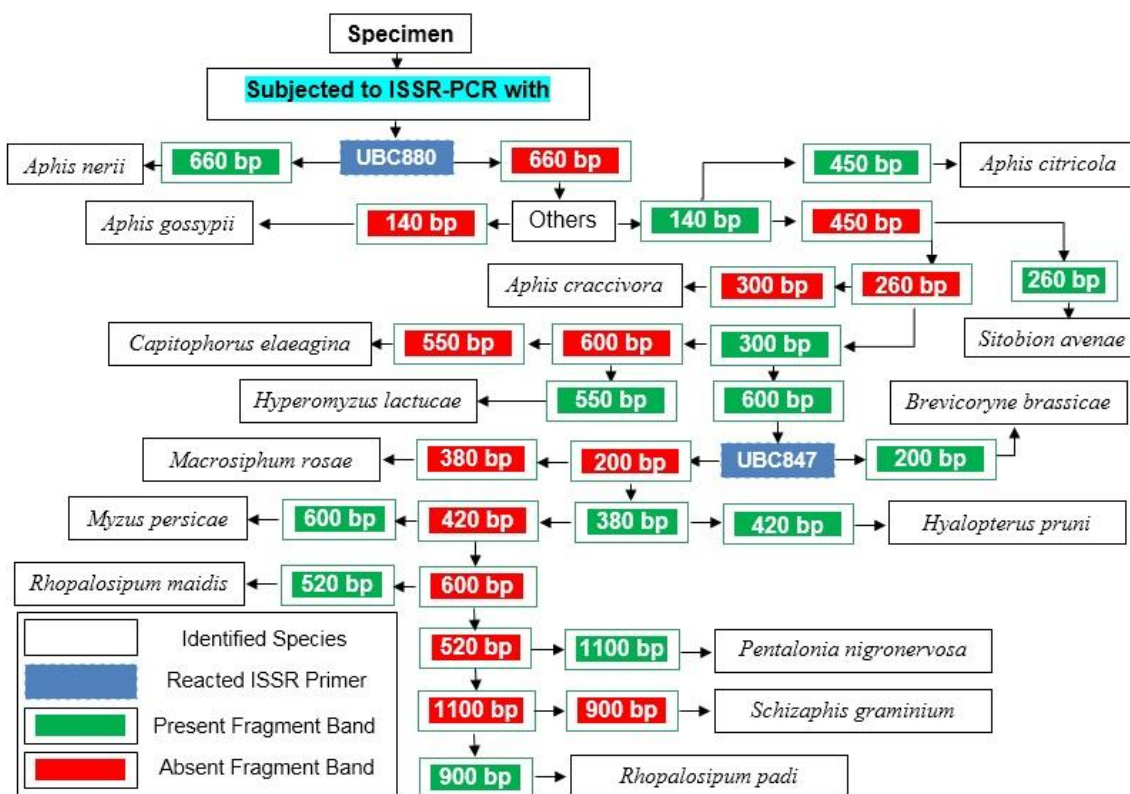 Specimen
Subjected to ISSR-PCR with
Aphis nerii
660 bp
UBC880
660 bp
450 bp
Aphis citricola
Aphis gossypii
140 bp
Others
140 bp
450 bp
Aphis craccivora
300 bp
260 bp
260 bp
Capitophorus elaeagina
550 bp
600 bp
300 bp
Sitobion avenae
Hyperomyzus lactucae
550 bp
600 bp
Brevicoryne brassicae
Macrosiphum rosae
380 bp
200 bp
UBC847
200 bp
Myzus persicae
600 bp
420 bp
380 bp
420 bp
Hyalopterus pruni
Rhopalosipum maidis
520 bp
600 bp
Identified Species
520 bp
1100 bp
Pentalonia nigronervosa
Reacted ISSR Primer
1100 bp
900 bp
Schizaphis graminium
Present Fragment Band
Absent Fragment Band
900 bp
Rhopalosipum padi